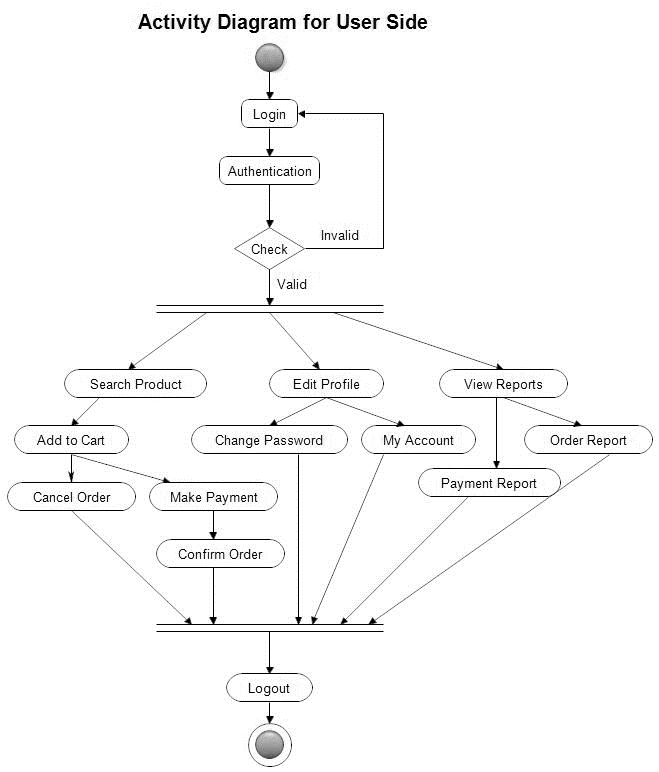 Activity Diagram for User Side
Login
Authentication
Check
Invalid
Valid
Search Product
Edit Profile
View Reports
Add to Cart
Change Password
My Account
Order Report
Cancel Order
Make Payment
Payment Report
Confirm Order
Logout